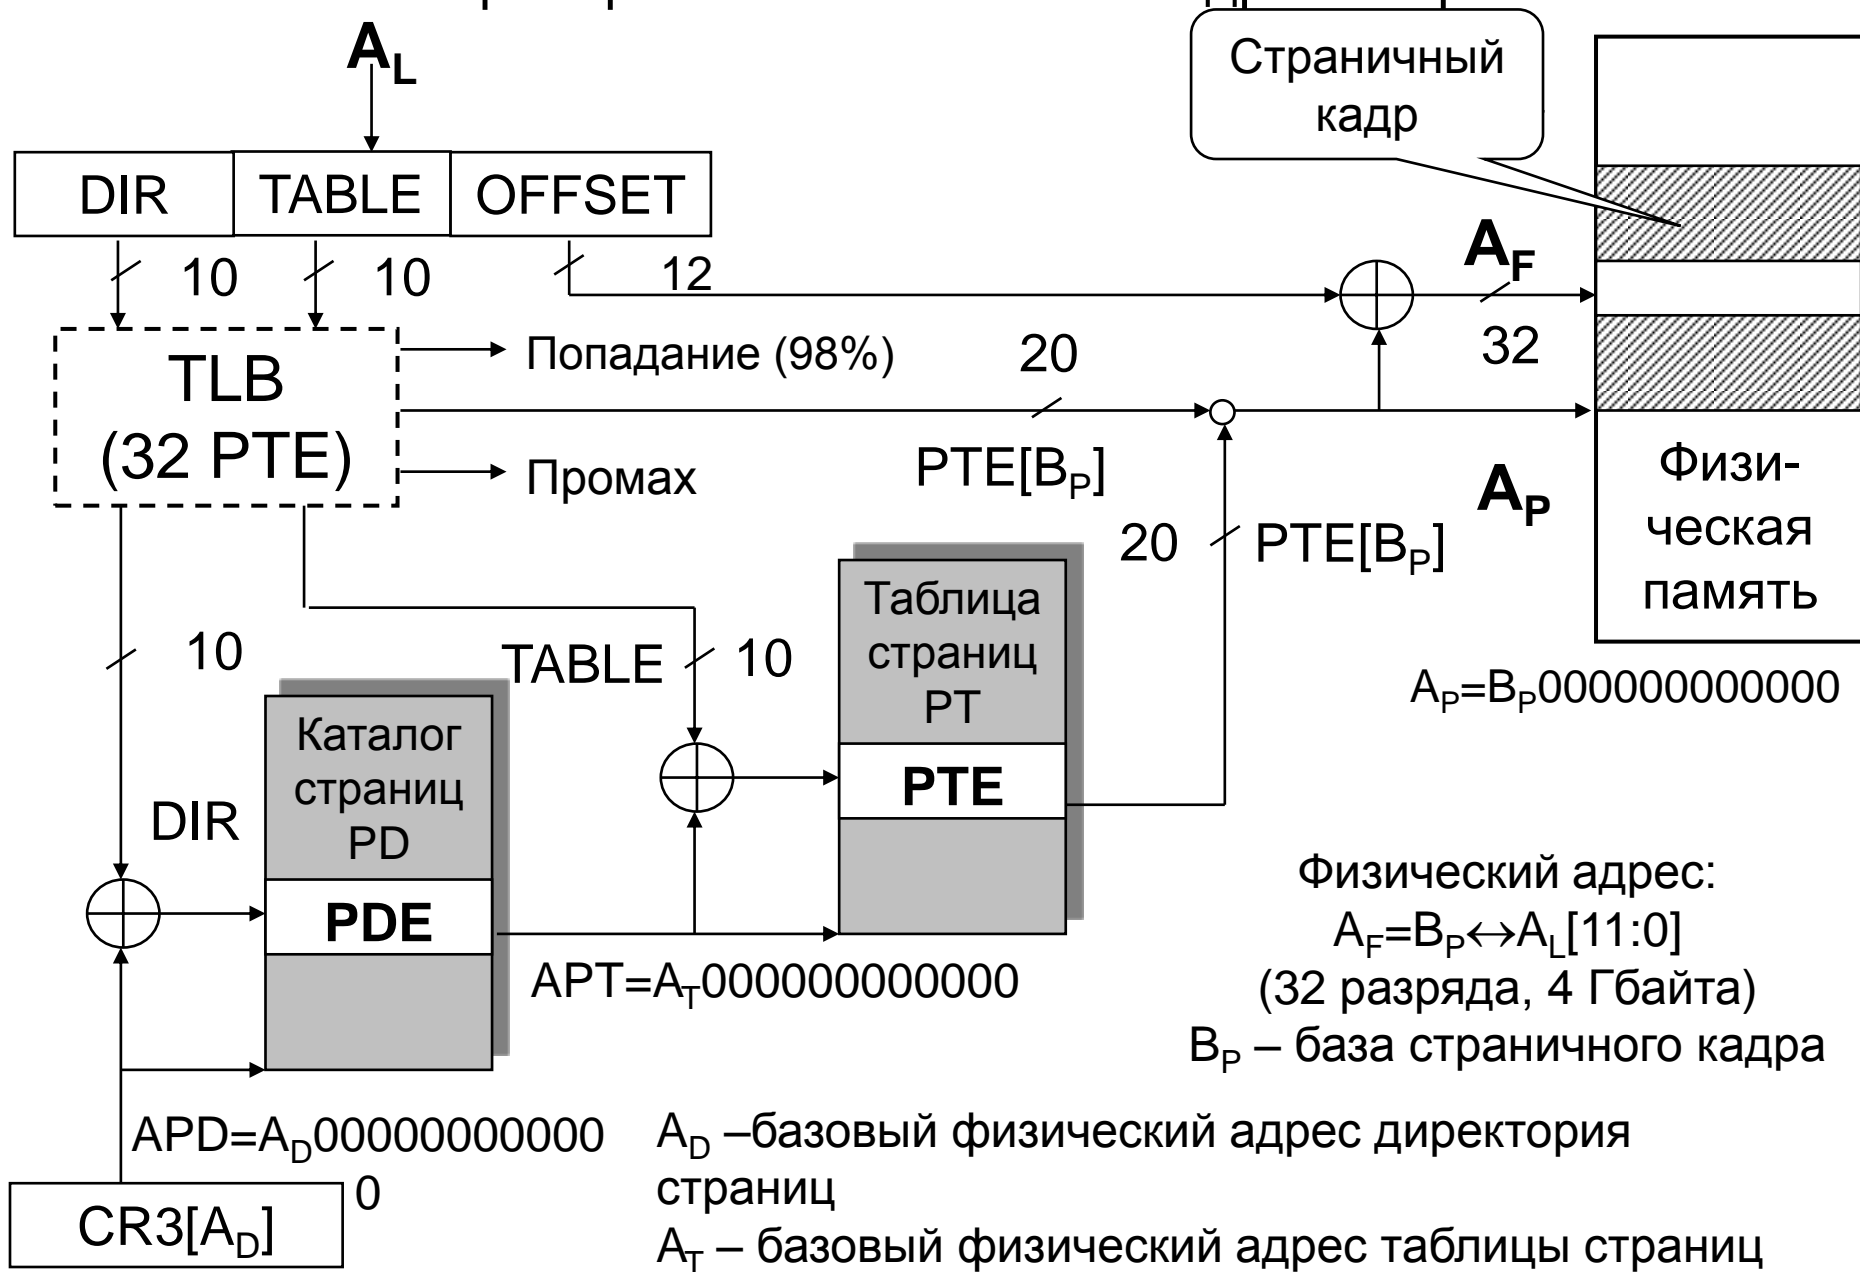 A_L
Страничный
кадр
DIR TABLE OFFSET
10 10 12
A_F
32
TLB
(32 PTE)
Попадание (98%)
20
PTE[B_P]
Промах
A_P
Физи-
ческая
память
20 PTE[B_P]
Таблица
страниц
PT
PTE
10
TABLE 10
A_P=B_P000000000000
Каталог
страниц
PD
PDE
DIR
APT=A_T000000000000
Физический адрес:
A_F=B_P↔A_L[11:0]
(32 разряда, 4 Гбайта)
B_P – база страничного кадра
APD=A_D00000000000
0
CR3[A_D]
A_D –базовый физический адрес директория
страниц
A_T – базовый физический адрес таблицы страниц